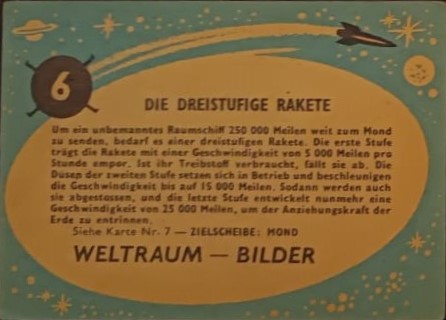 6
DIE DREISTUFIGE RAKETE
Um ein unbemanntes Raumschiff 250 000 Meilen weit zum Mond
zu senden, bedarf es einer dreistufigen Rakete. Die erste Stufe
trägt die Rakete mit einer Geschwindigkeit von 5 000 Meilen pro
Stunde empor. Ist ihr Treibstoff verbraucht, fällt sie ab. Die
Düsen der zweiten Stufe setzen sich in Betrieb und beschleunigen
die Geschwindigkeit bis auf 15 000 Meilen. Sodann werden auch
sie abgestossen, und die letzte Stufe entwickelt nunmehr eine
Geschwindigkeit von 25 000 Meilen, um der Anziehungskraft der
Erde zu entrinnen.
Siehe Karte Nr. 7 — ZIELSCHEIBE: MOND
WELTRAUM — BILDER